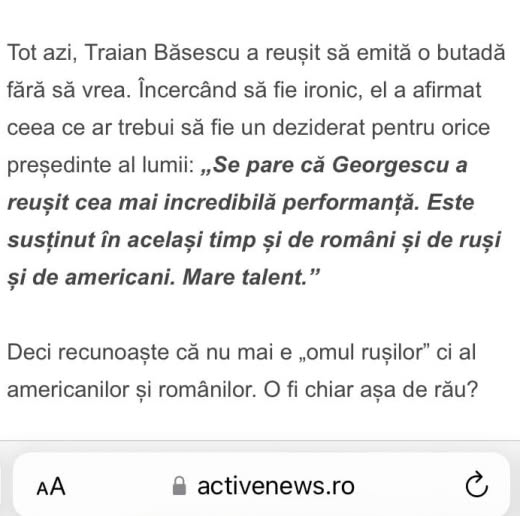 Tot azi, Traian Băsescu a reușit să emită o butadă
fără să vrea. Încercând să fie ironic, el a afirmat
ceea ce ar trebui să fie un deziderat pentru orice
președinte al lumii: „Se pare că Georgescu a
reușit cea mai incredibilă performanță. Este
susținut în același timp și de români și de ruși
și de americani. Mare talent.”
Deci recunoaște că nu mai e „omul rușilor” ci al
americanilor și românilor. O fi chiar așa de rău?
AA activenews.ro